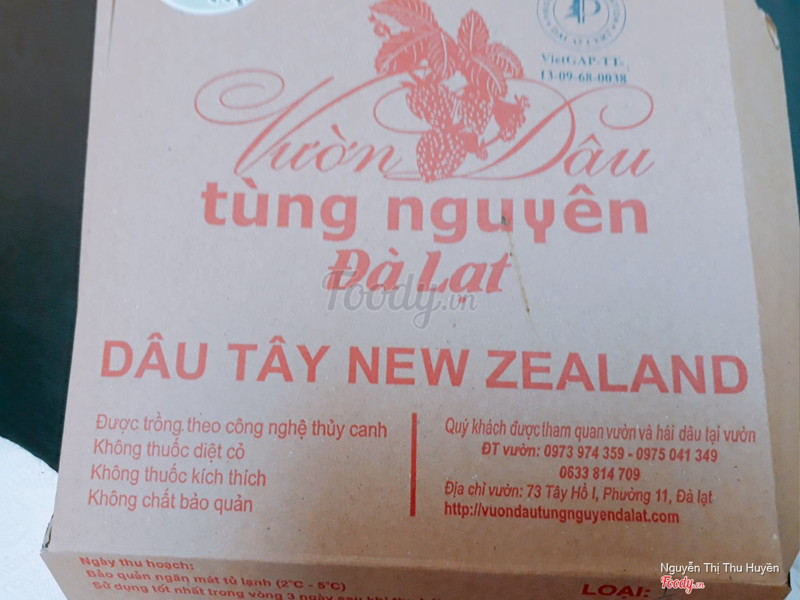 VietGAP-TT-
13-09-68-0038
Vườn Dâu
tùng nguyên
Đà Lạt
Foody.vn
DÂU TÂY NEW ZEALAND
Được trồng theo công nghệ thủy canh
Không thuốc diệt cỏ
Không thuốc kích thích
Không chất bảo quản
Quý khách được tham quan vườn và hái dâu tại vườn
ĐT vườn: 0973 974 359 - 0975 041 349
0633 814 709
Địa chỉ vườn: 73 Tây Hồ I, Phường 11, Đà lạt
http://vuondautungnguyendalat.com
Ngày thu hoạch:
Bảo quản ngăn mát tủ lạnh (2°C - 5°C)
Sử dụng tốt nhất trong vòng 3 ngày sau khi
LOẠI:
Nguyễn Thị Thu Huyền
Foody.vn